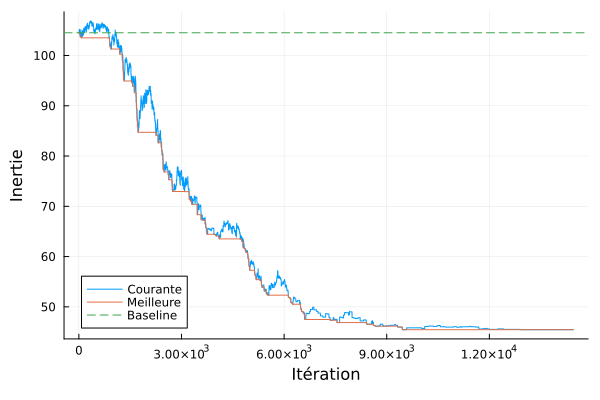 Inertie
100
90
80
70
60
50
Courante
Meilleure
Baseline
0 3.00×10³ 6.00×10³ 9.00×10³ 1.20×10⁴
Itération